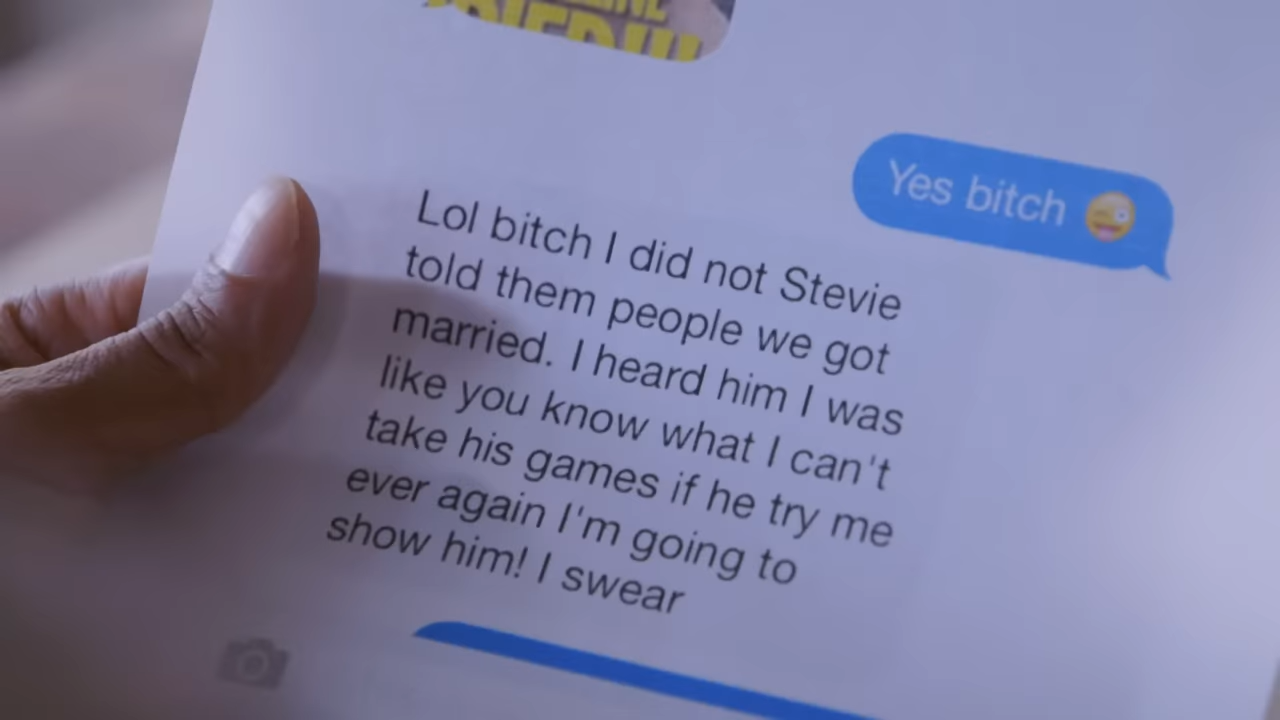 Yes bitch 😜
Lol bitch I did not Stevie
told them people we got
married. I heard him I was
like you know what I can't
take his games if he try me
ever again I'm going to
show him! I swear